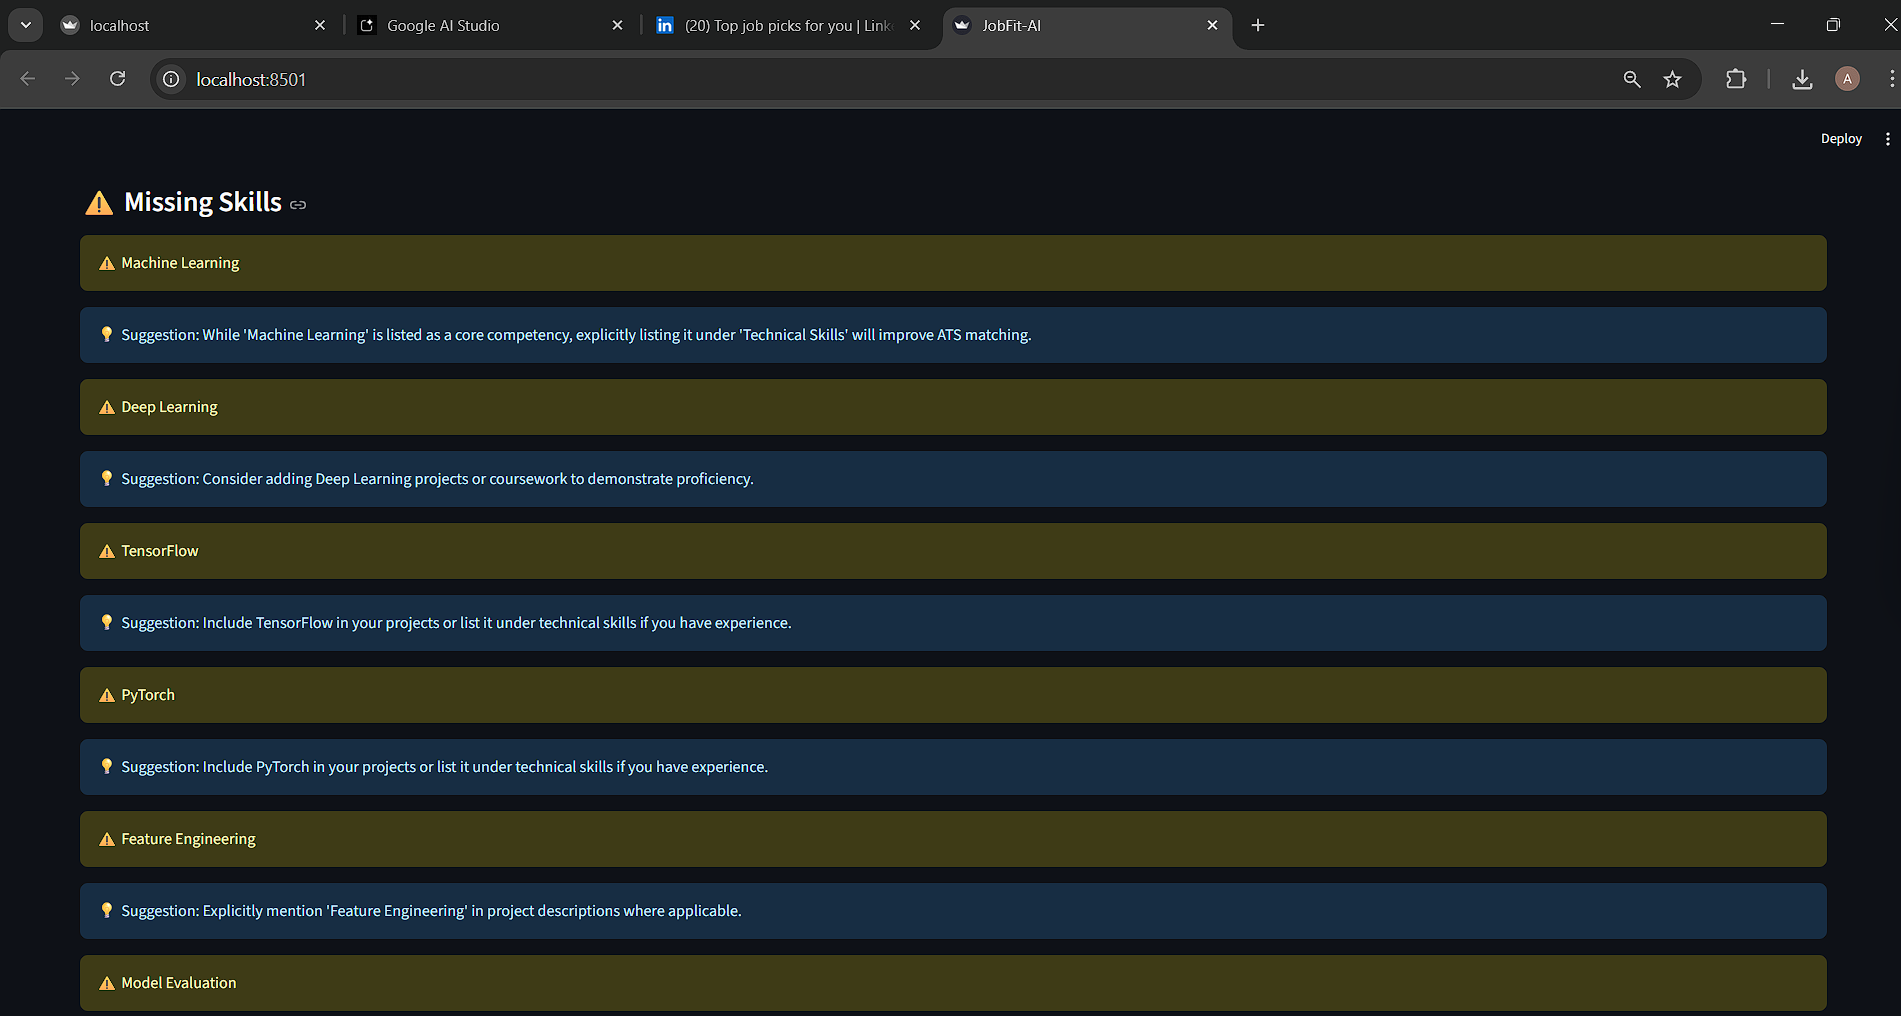 localhost
Google AI Studio
(20) Top job picks for you | Link
JobFit-AI
localhost:8501
A
Deploy
Missing Skills
Machine Learning
Suggestion: While 'Machine Learning' is listed as a core competency, explicitly listing it under 'Technical Skills' will improve ATS matching.
Deep Learning
Suggestion: Consider adding Deep Learning projects or coursework to demonstrate proficiency.
TensorFlow
Suggestion: Include TensorFlow in your projects or list it under technical skills if you have experience.
PyTorch
Suggestion: Include PyTorch in your projects or list it under technical skills if you have experience.
Feature Engineering
Suggestion: Explicitly mention 'Feature Engineering' in project descriptions where applicable.
Model Evaluation